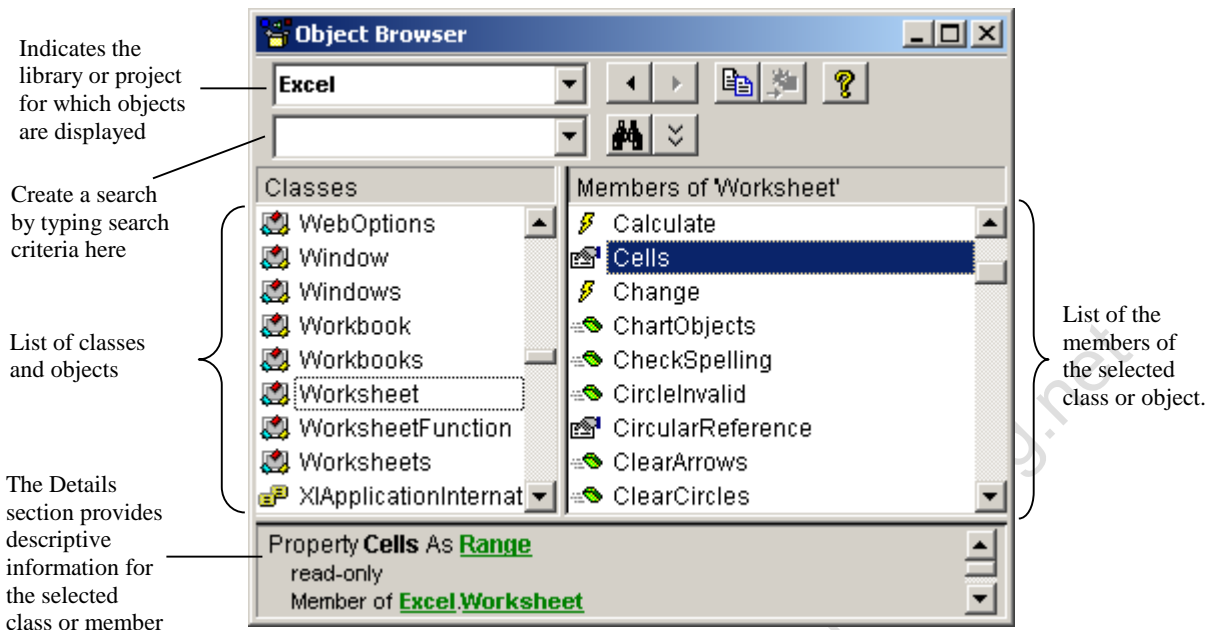 Indicates the
library or project
for which objects
are displayed
Create a search
by typing search
criteria here
List of classes
and objects
The Details
section provides
descriptive
information for
the selected
class or member
Object Browser
Excel
Classes
WebOptions
Window
Windows
Workbook
Workbooks
Worksheet
WorksheetFunction
Worksheets
XlApplicationInternat
Members of 'Worksheet'
Calculate
Cells
Change
ChartObjects
CheckSpelling
CircleInvalid
CircularReference
ClearArrows
ClearCircles
Property Cells As Range
read-only
Member of Excel.Worksheet
List of the
members of
the selected
class or object.
g.net